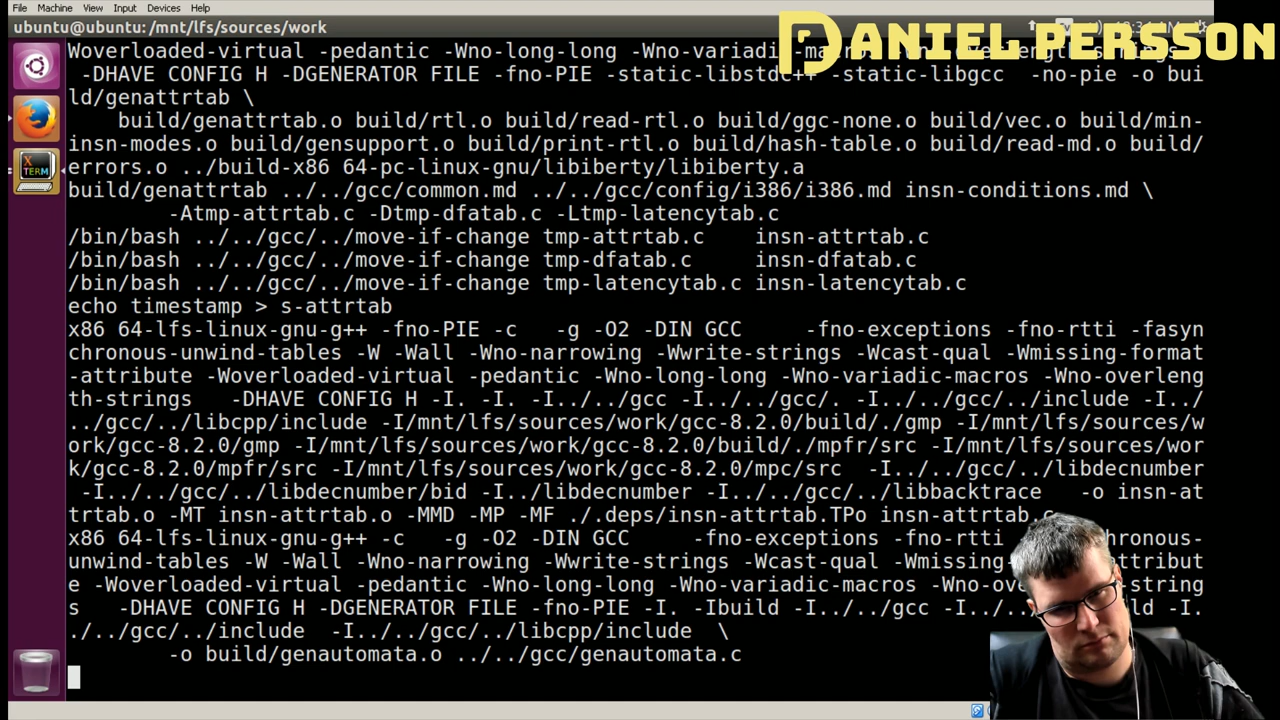 File Machine View Input Devices Help
ubuntu@ubuntu: /mnt/lfs/sources/work
DANIEL PERSSON
Woverloaded-virtual -pedantic -Wno-long-long -Wno-variadic-macros
-DHAVE CONFIG H -DGENERATOR FILE -fno-PIE -static-libstdc++ -static-libgcc -no-pie -o bui
ld/genattrtab \
build/genattrtab.o build/rtl.o build/read-rtl.o build/ggc-none.o build/vec.o build/min-
insn-modes.o build/gensupport.o build/print-rtl.o build/hash-table.o build/read-md.o build/
errors.o ../build-x86 64-pc-linux-gnu/libiberty/libiberty.a
build/genattrtab ../../gcc/common.md ../../gcc/config/i386/i386.md insn-conditions.md \
-Atmp-attrtab.c -Dtmp-dfatab.c -Ltmp-latencytab.c
/bin/bash ../../gcc/../move-if-change tmp-attrtab.c insn-attrtab.c
/bin/bash ../../gcc/../move-if-change tmp-dfatab.c insn-dfatab.c
/bin/bash ../../gcc/../move-if-change tmp-latencytab.c insn-latencytab.c
echo timestamp > s-attrtab
x86 64-lfs-linux-gnu-g++ -fno-PIE -c -g -O2 -DIN GCC -fno-exceptions -fno-rtti -fasyn
chronous-unwind-tables -W -Wall -Wno-narrowing -Wwrite-strings -Wcast-qual -Wmissing-format
-attribute -Woverloaded-virtual -pedantic -Wno-long-long -Wno-variadic-macros -Wno-overleng
th-strings -DHAVE CONFIG H -I. -I. -I../../gcc -I../../gcc/. -I../../gcc/../include -I../
../gcc/../libcpp/include -I/mnt/lfs/sources/work/gcc-8.2.0/build/./gmp -I/mnt/lfs/sources/w
ork/gcc-8.2.0/gmp -I/mnt/lfs/sources/work/gcc-8.2.0/build/./mpfr/src -I/mnt/lfs/sources/wor
k/gcc-8.2.0/mpfr/src -I/mnt/lfs/sources/work/gcc-8.2.0/mpc/src -I../../gcc/../libdecnumber
-I../../gcc/../libdecnumber/bid -I../libdecnumber -I../../gcc/../libbacktrace -o insn-at
trtab.o -MT insn-attrtab.o -MMD -MP -MF ./.deps/insn-attrtab.TPo insn-attrtab.c
x86 64-lfs-linux-gnu-g++ -c -g -O2 -DIN GCC -fno-exceptions -fno-rtti chronous-
unwind-tables -W -Wall -Wno-narrowing -Wwrite-strings -Wcast-qual -Wmissing- attribut
e -Woverloaded-virtual -pedantic -Wno-long-long -Wno-variadic-macros -Wno-ove string
s -DHAVE CONFIG H -DGENERATOR FILE -fno-PIE -I. -Ibuild -I../../gcc -I../ ld -I.
./../gcc/../include -I../../gcc/../libcpp/include \
-o build/genautomata.o ../../gcc/genautomata.c
X
TERM